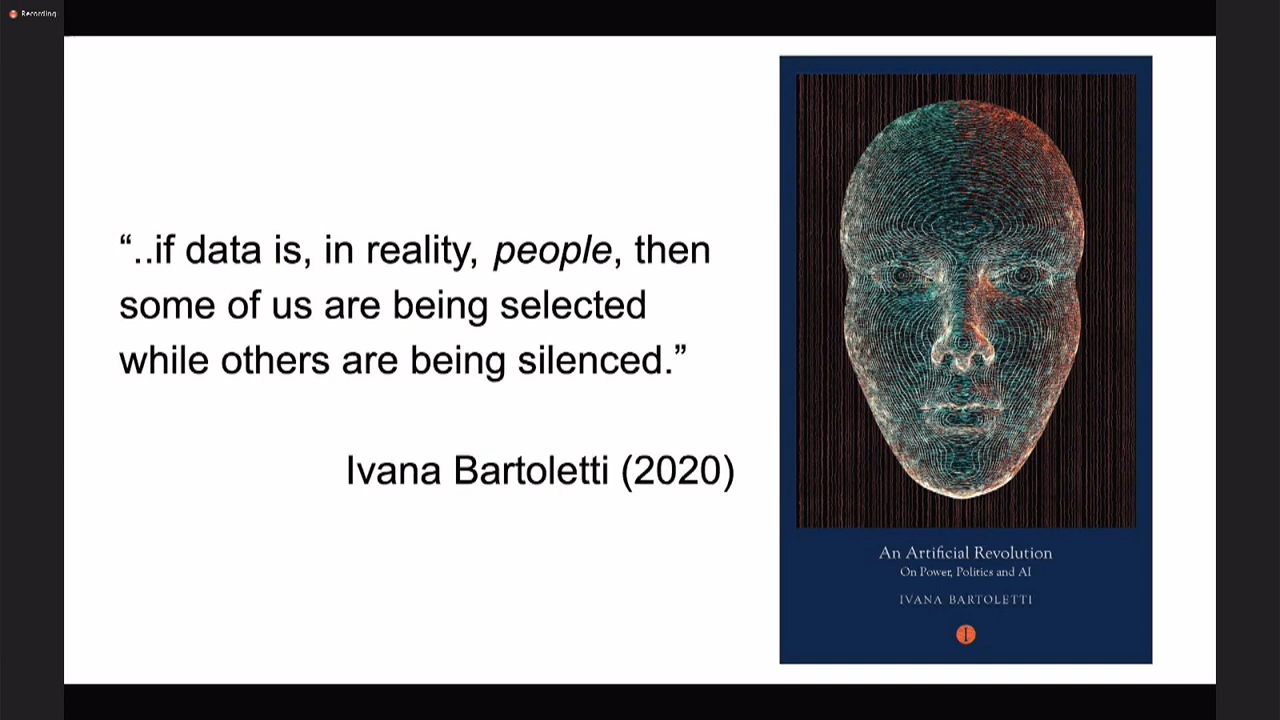 Recording
“..if data is, in reality, people, then
some of us are being selected
while others are being silenced.”
Ivana Bartoletti (2020)
An Artificial Revolution
On Power, Politics and AI
IVANA BARTOLETTI
I